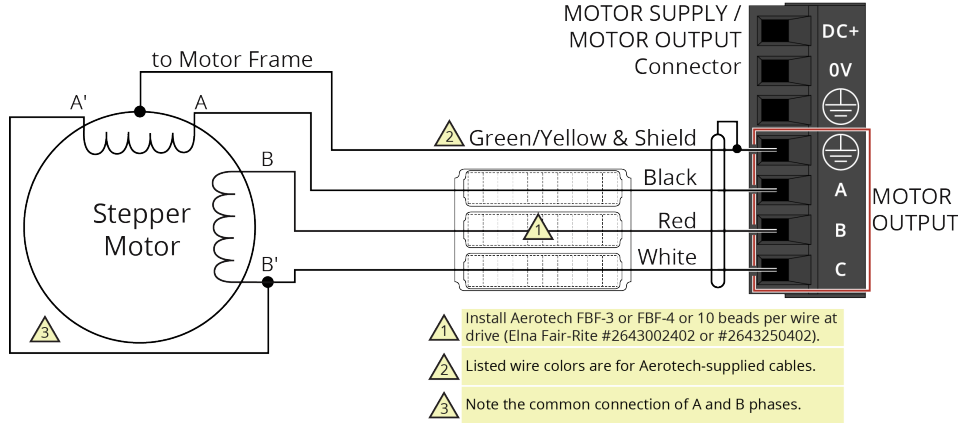 MOTOR SUPPLY /
MOTOR OUTPUT
Connector
DC+
0V
to Motor Frame
A'
A
2
Green/Yellow & Shield
B
Black
A
MOTOR
OUTPUT
Stepper
Motor
1
Red
B
B'
White
C
3
1
Install Aerotech FBF-3 or FBF-4 or 10 beads per wire at
drive (Elna Fair-Rite #2643002402 or #2643250402).
2
Listed wire colors are for Aerotech-supplied cables.
3
Note the common connection of A and B phases.